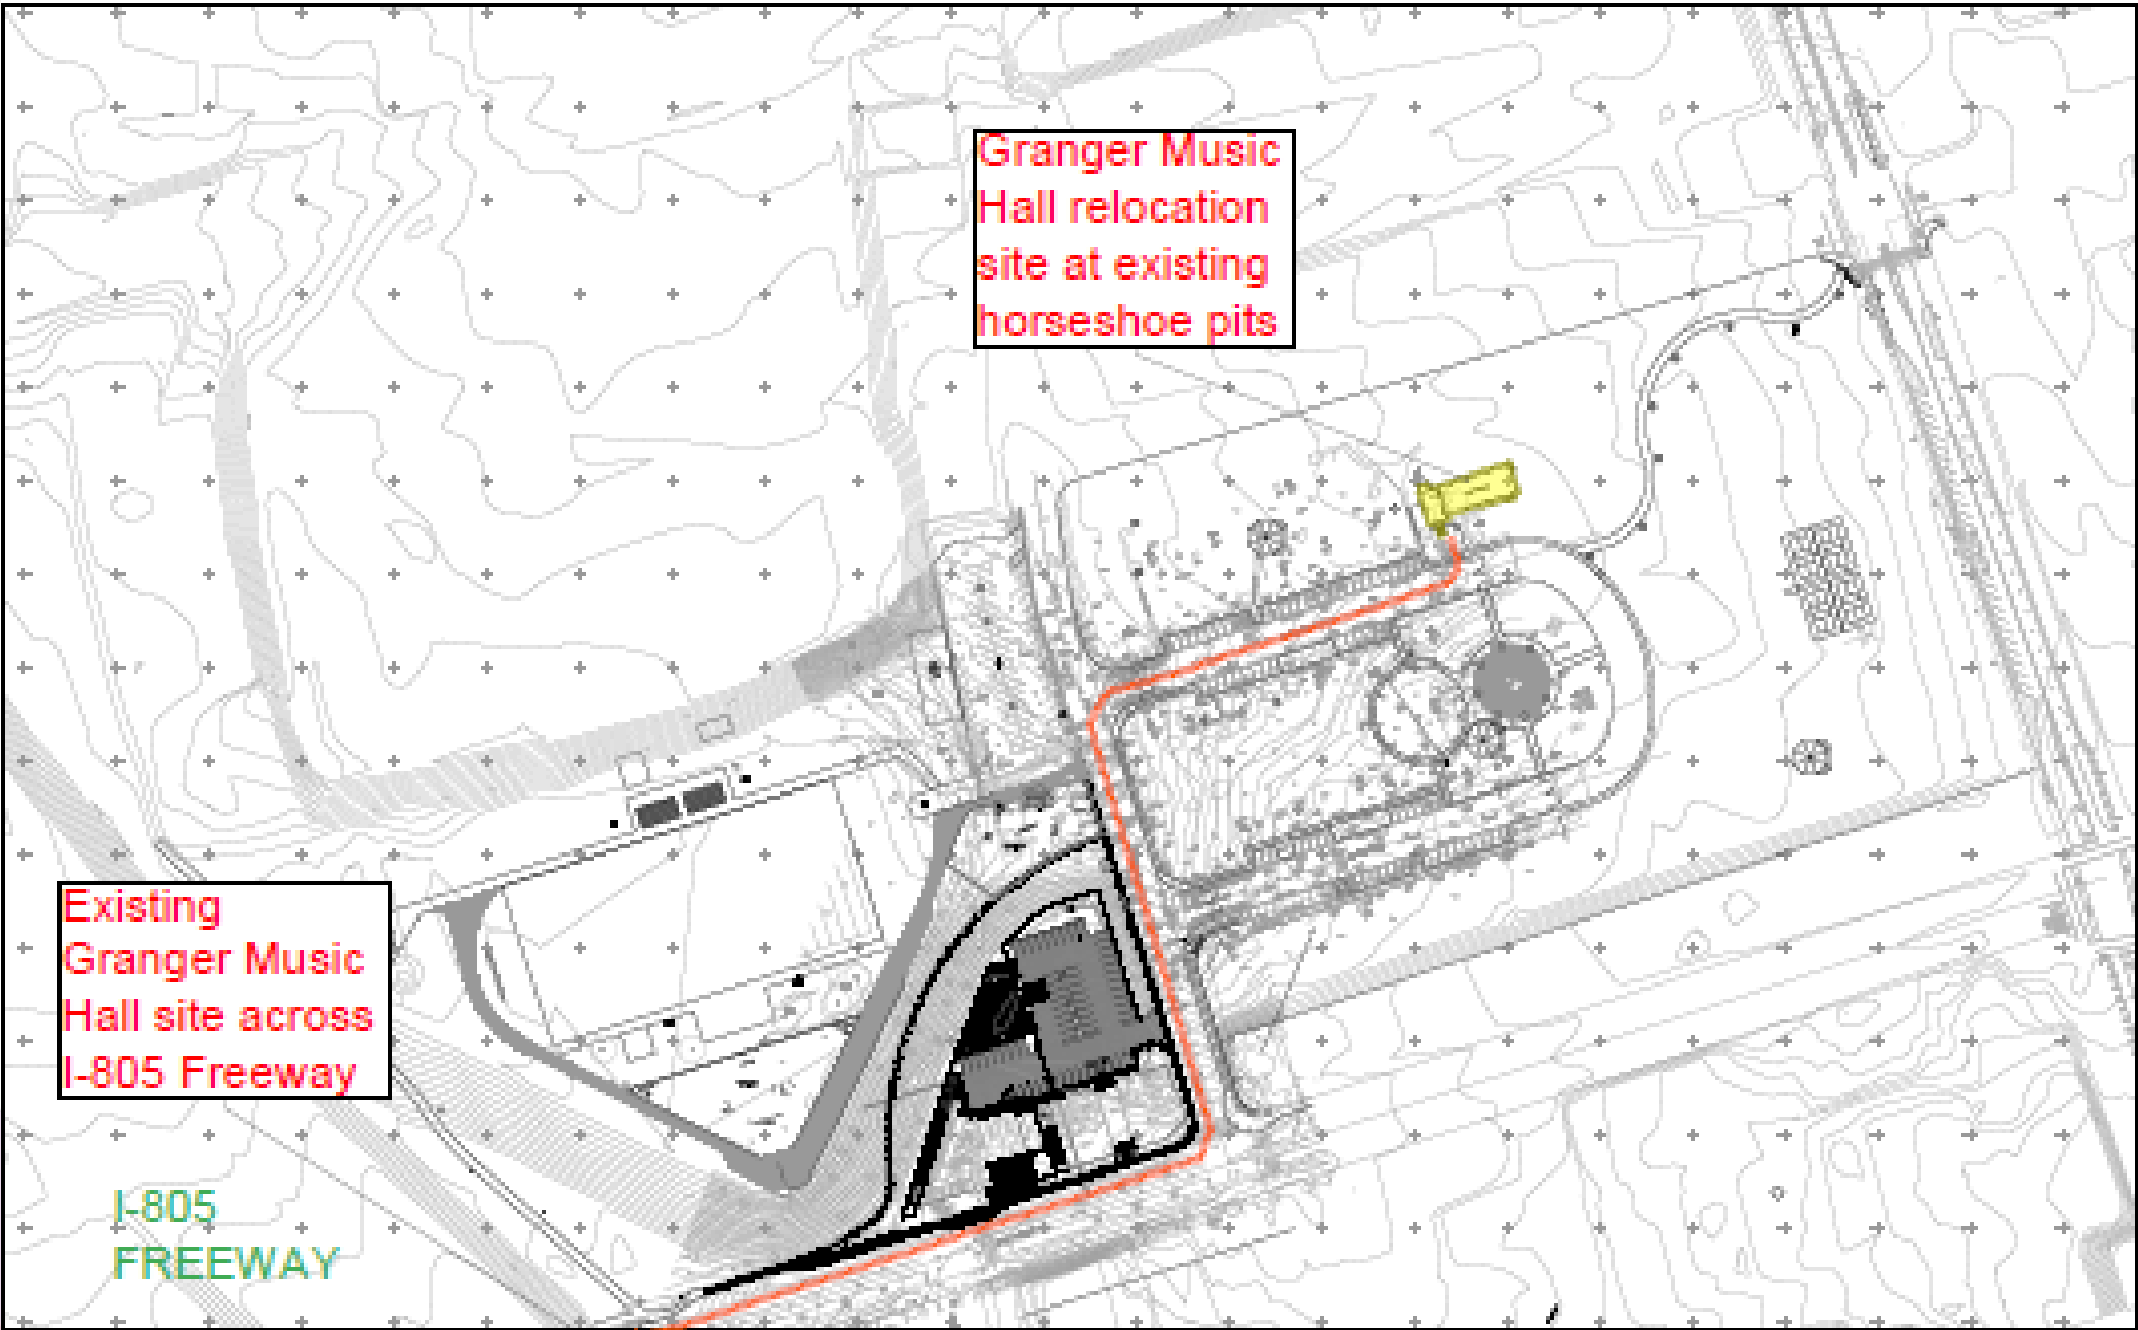 Granger Music
Hall relocation
site at existing
horseshoe pits
Existing
Granger Music
Hall site across
I-805 Freeway
I-805
FREEWAY